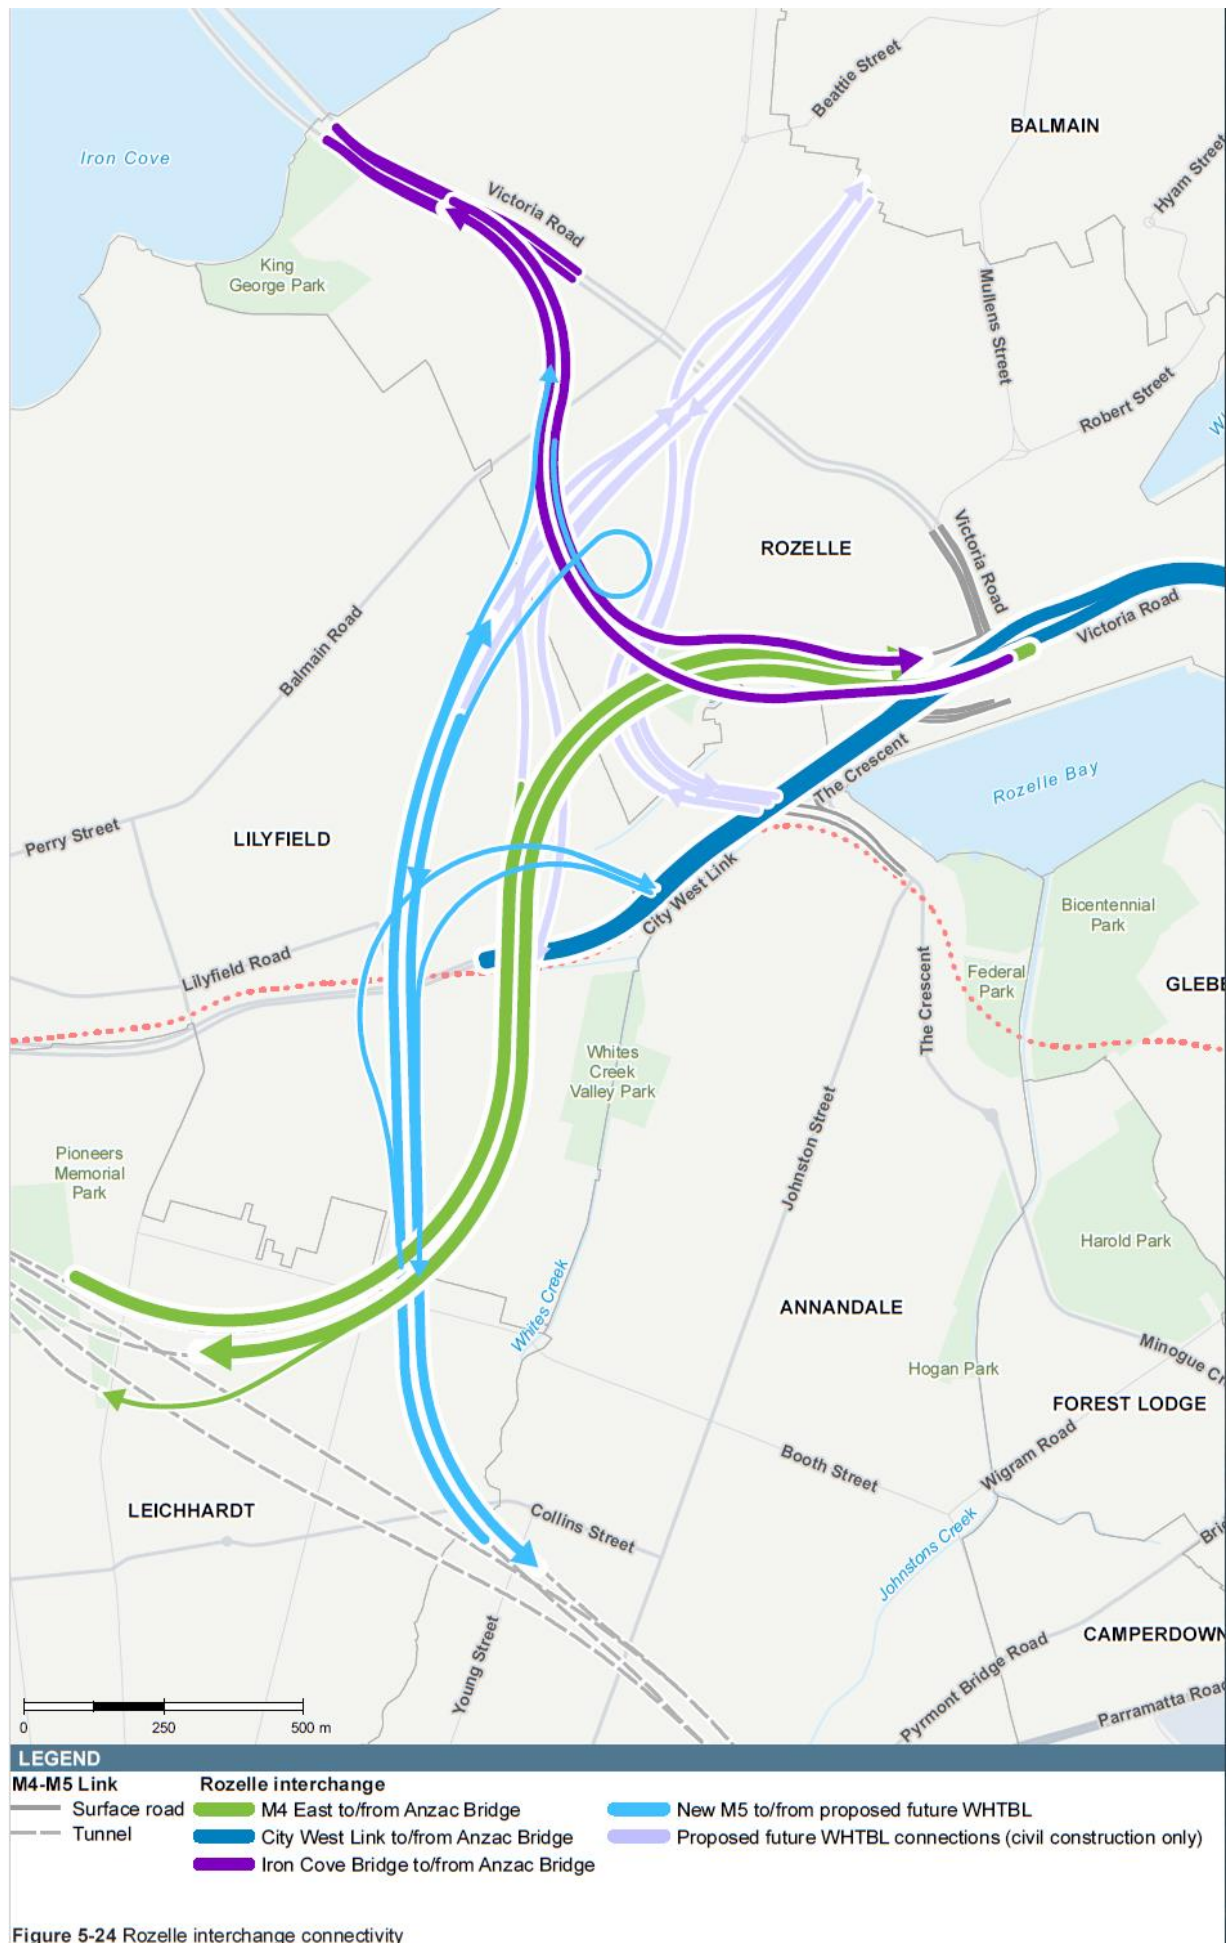 Beattie Street
BALMAIN
Iron Cove
Hyam Street
Victoria Road
King
George Park
Mullens Street
Robert Street
ROZELLE
Victoria Road
Victoria Road
Balmain Road
The Crescent
Rozelle Bay
Perry Street
LILYFIELD
City West Link
Bicentennial
Park
Lilyfield Road
The Crescent
Federal
Park
GLEBE
Whites
Creek
Valley Park
Johnston Street
Pioneers
Memorial
Park
Harold Park
Whites Creek
ANNANDALE
Minogue Cr
Hogan Park
FOREST LODGE
Wigram Road
Booth Street
LEICHHARDT
Collins Street
Johnstons Creek
Bri
CAMPERDOWN
Young Street
Pyrmont Bridge Road
Parramatta Road
0 250 500 m
LEGEND
M4-M5 Link
Surface road
Tunnel
Rozelle interchange
M4 East to/from Anzac Bridge
City West Link to/from Anzac Bridge
Iron Cove Bridge to/from Anzac Bridge
New M5 to/from proposed future WHTBL
Proposed future WHTBL connections (civil construction only)
Figure 5-24 Rozelle interchange connectivity